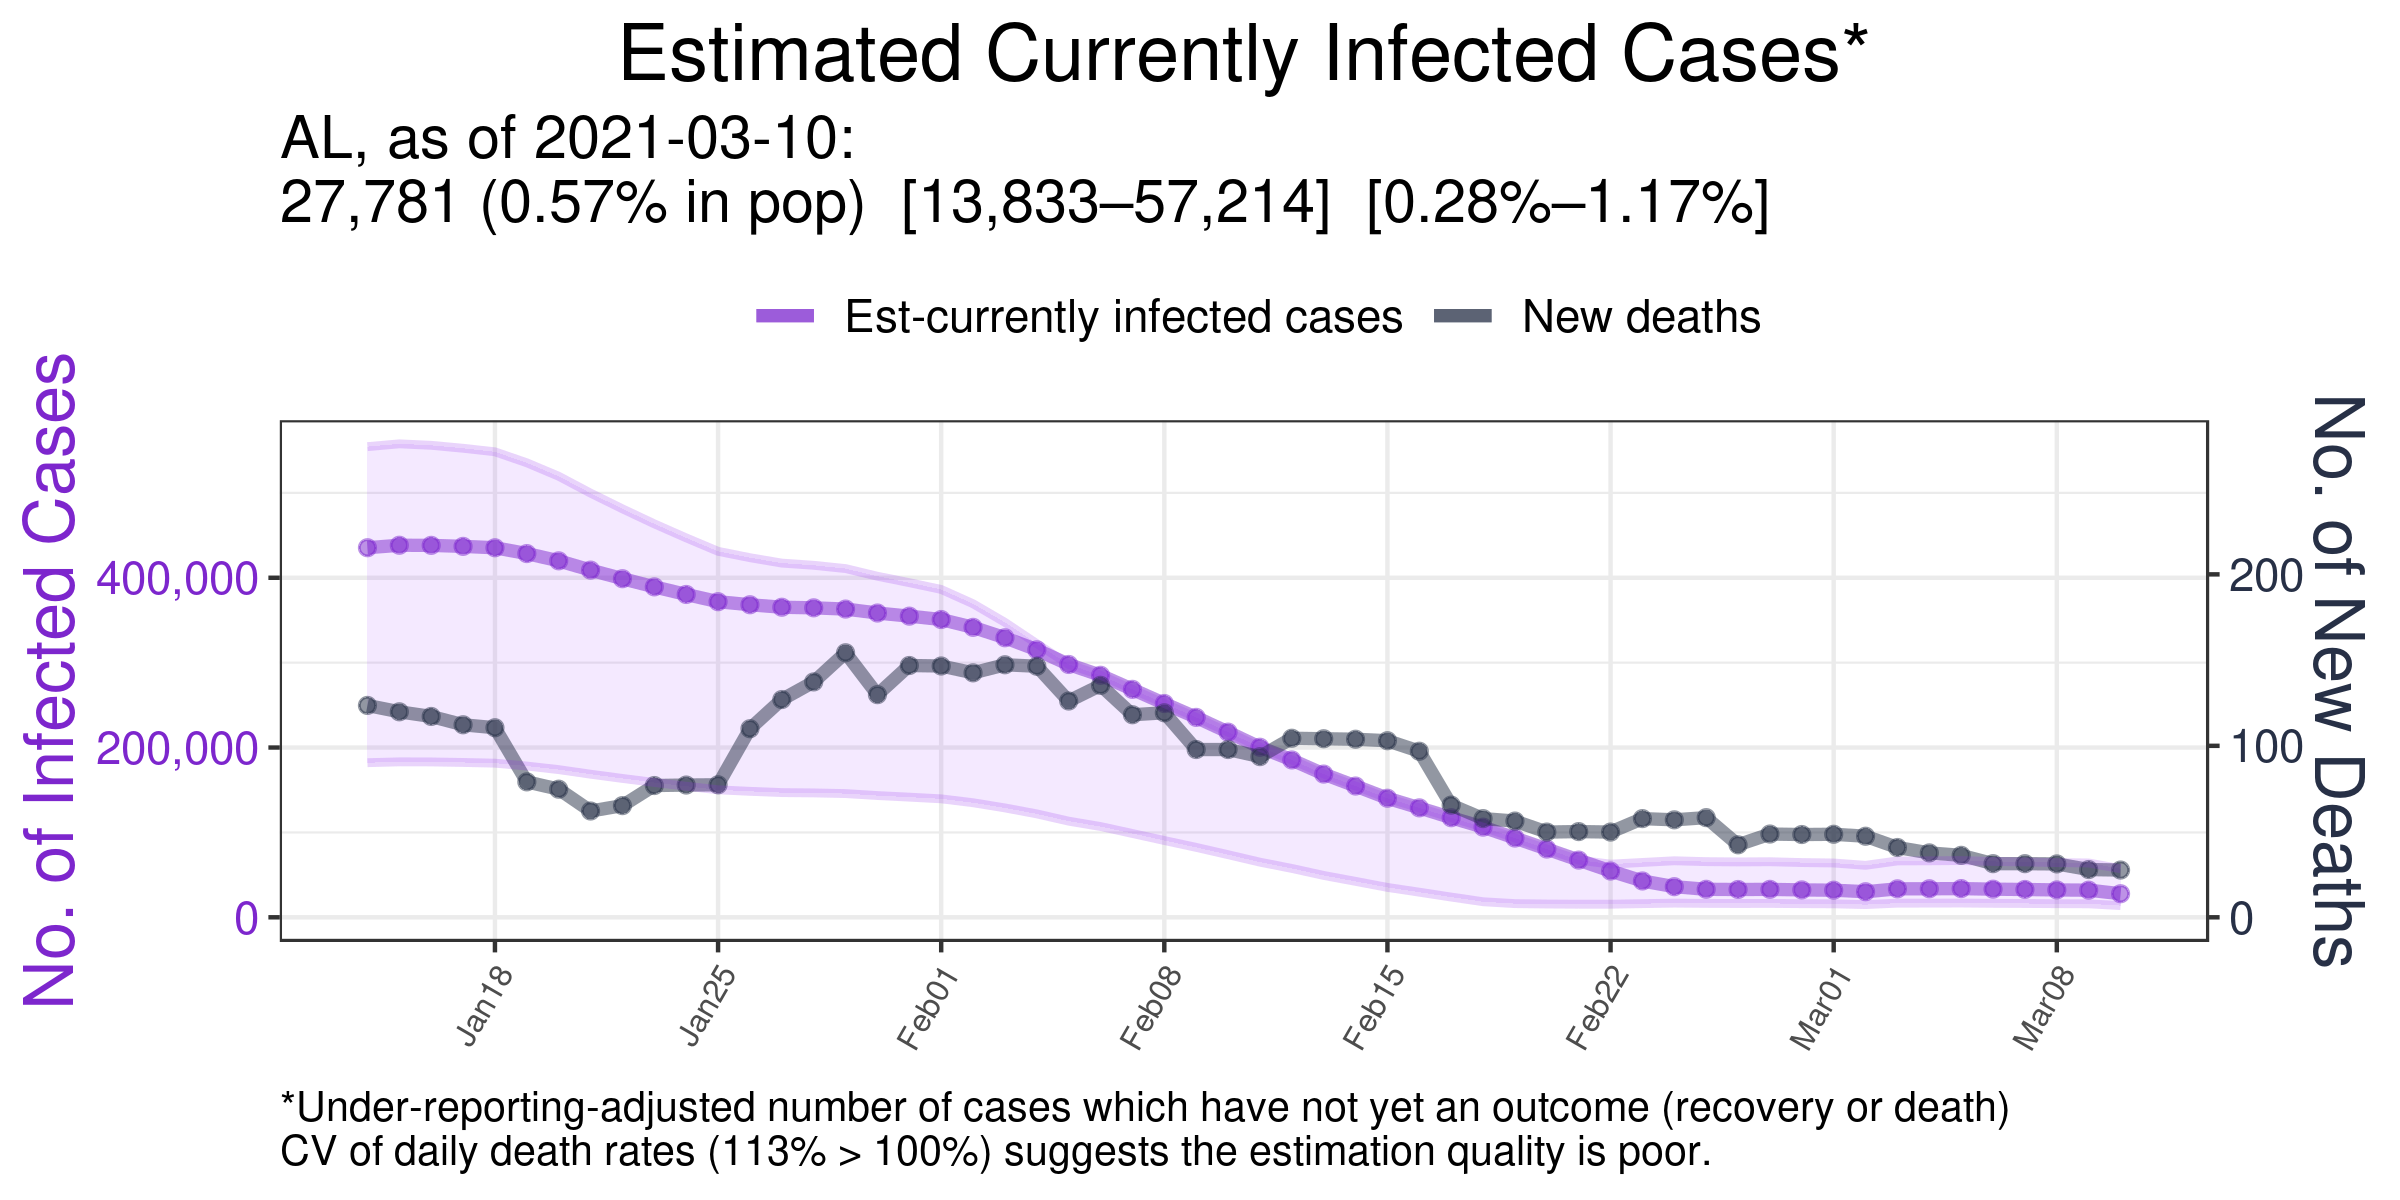 Estimated Currently Infected Cases*
AL, as of 2021-03-10:
27,781 (0.57% in pop)  [13,833–57,214]  [0.28%–1.17%]
Est-currently infected cases
New deaths
No. of Infected Cases
400,000
200,000
0
No. of New Deaths
200
100
0
Jan18
Jan25
Feb01
Feb08
Feb15
Feb22
Mar01
Mar08
*Under-reporting-adjusted number of cases which have not yet an outcome (recovery or death)
CV of daily death rates (113% > 100%) suggests the estimation quality is poor.